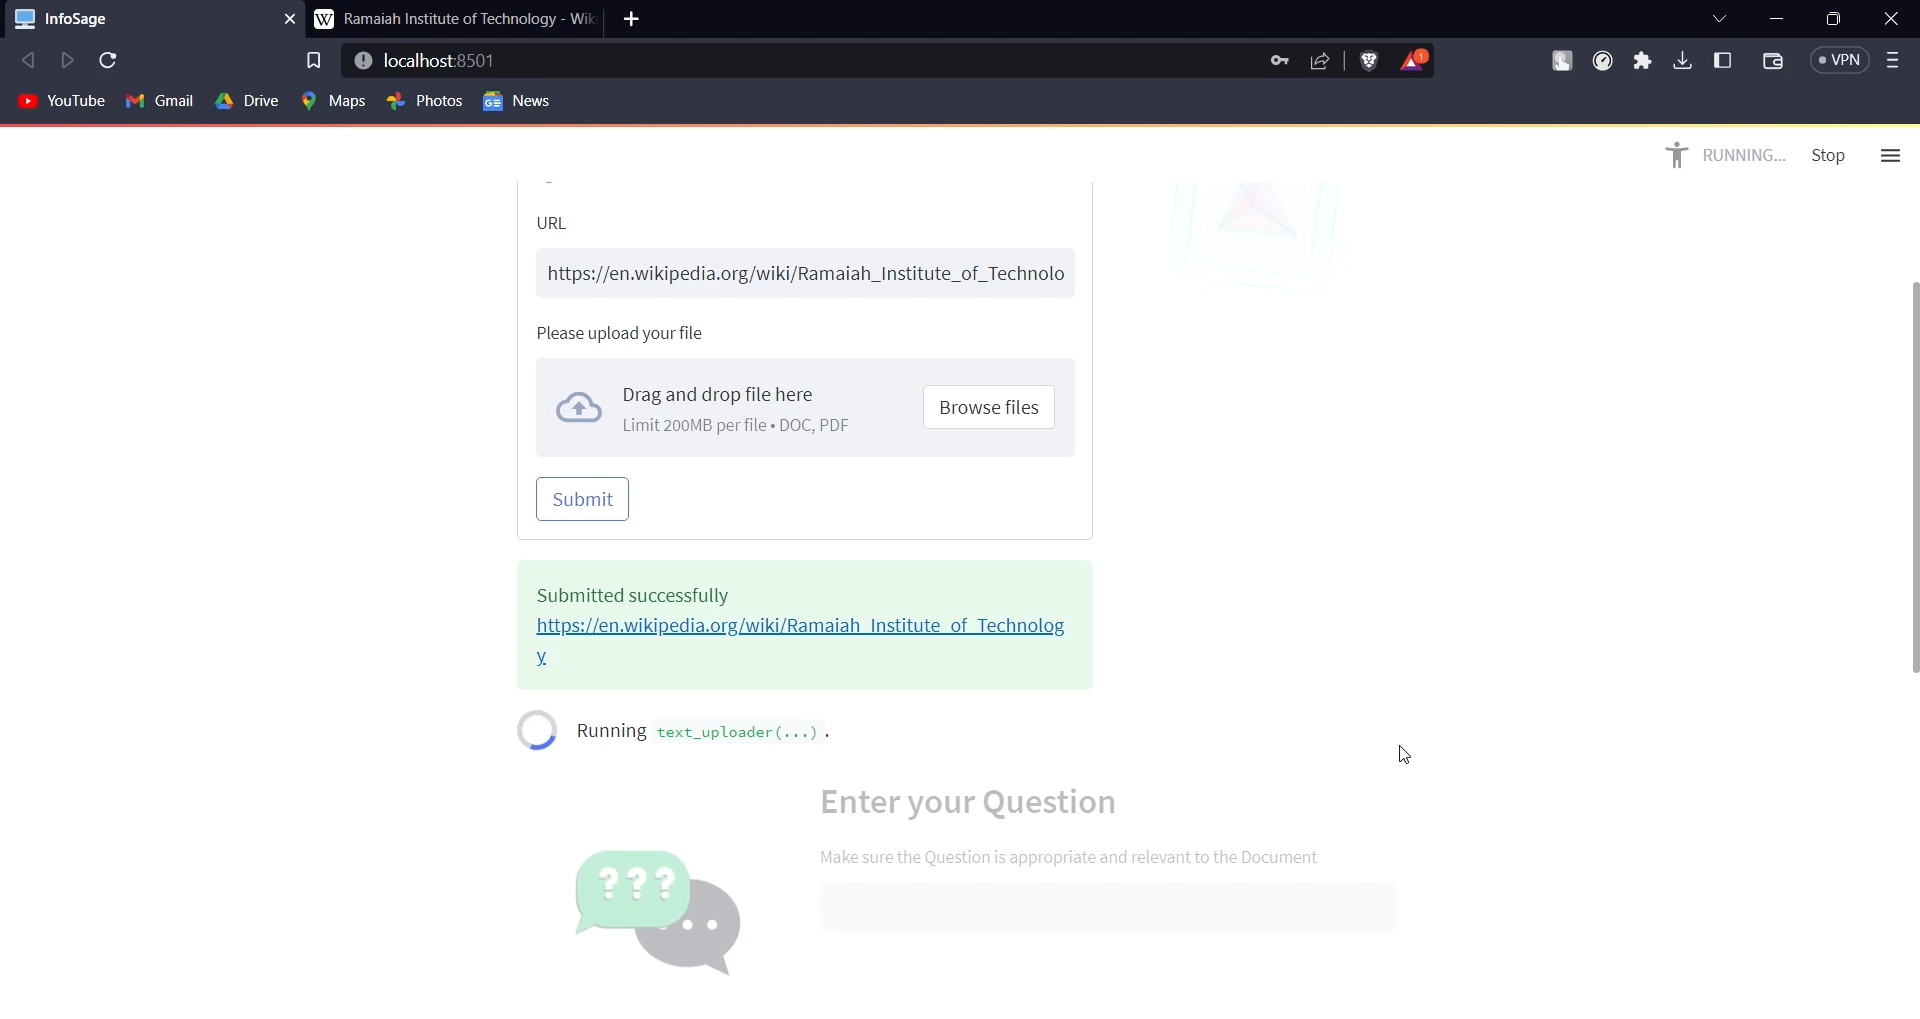 InfoSage
W Ramaiah Institute of Technology - Wik
localhost:8501
1
VPN
YouTube Gmail Drive Maps Photos News
RUNNING... Stop
URL
https://en.wikipedia.org/wiki/Ramaiah_Institute_of_Technolo
Please upload your file
Drag and drop file here
Limit 200MB per file • DOC, PDF
Browse files
Submit
Submitted successfully
https://en.wikipedia.org/wiki/Ramaiah_Institute_of_Technolog
y
Running text_uploader(...).
Enter your Question
Make sure the Question is appropriate and relevant to the Document
???